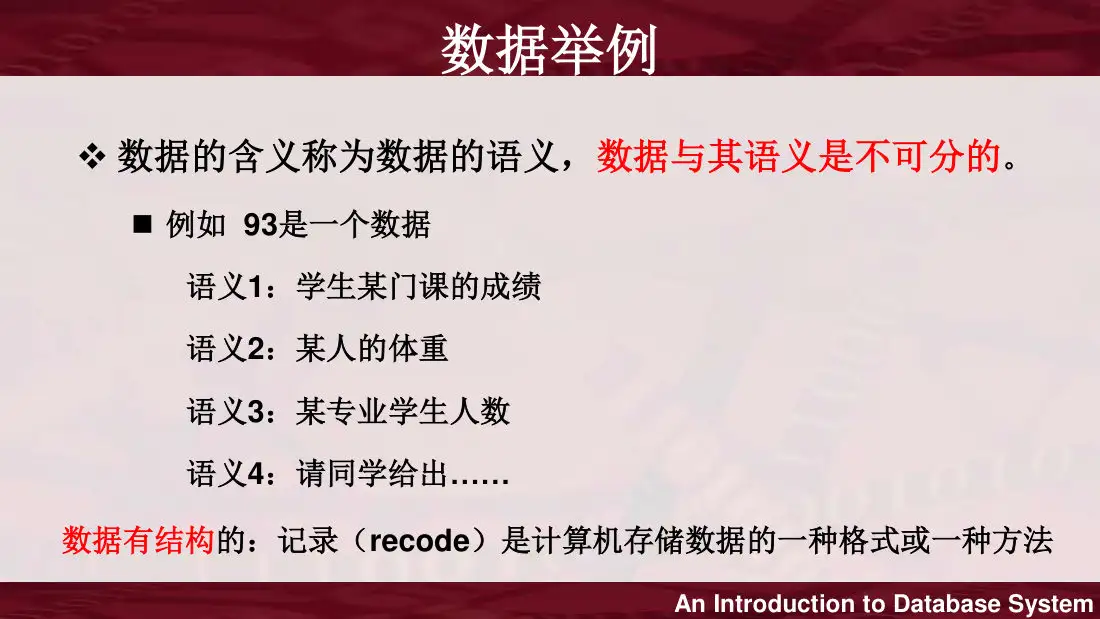 数据举例
❖ 数据的含义称为数据的语义，数据与其语义是不可分的。
■ 例如 93是一个数据
语义1：学生某门课的成绩
语义2：某人的体重
语义3：某专业学生人数
语义4：请同学给出……
数据有结构的：记录（recode）是计算机存储数据的一种格式或一种方法
An Introduction to Database System